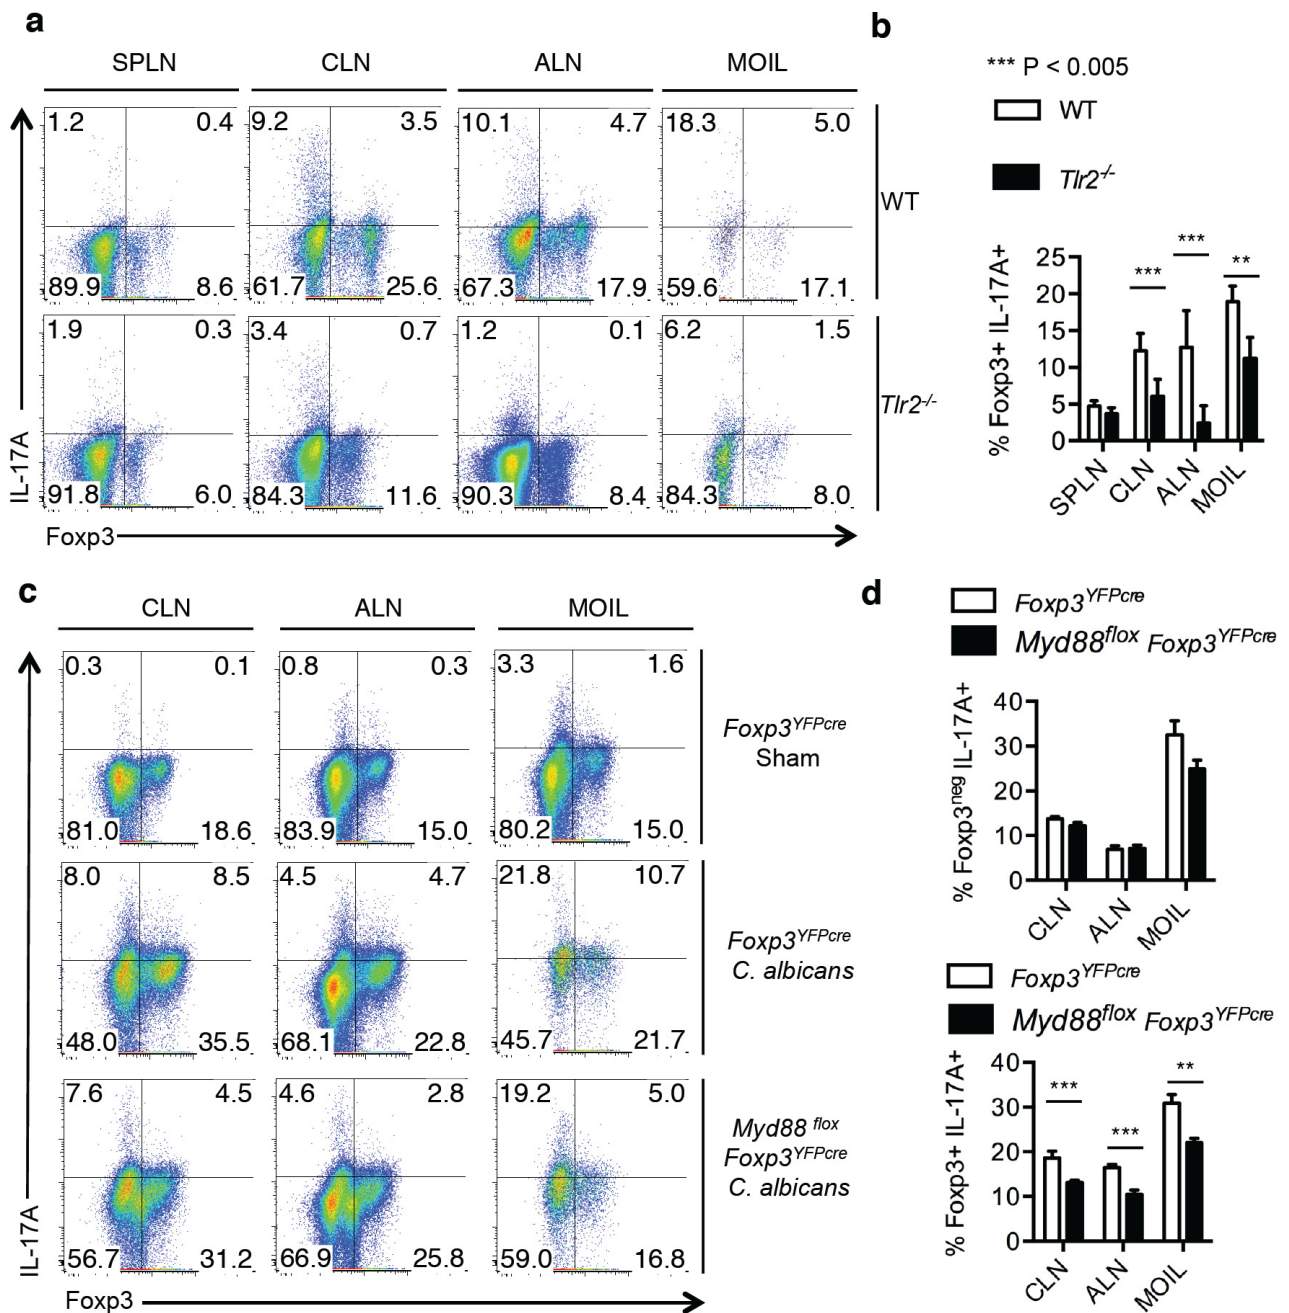 a
SPLN CLN ALN MOIL
1.2 0.4 9.2 3.5 10.1 4.7 18.3 5.0
WT
89.9 8.6 61.7 25.6 67.3 17.9 59.6 17.1
1.9 0.3 3.4 0.7 1.2 0.1 6.2 1.5
Tlr2-/-
91.8 6.0 84.3 11.6 90.3 8.4 84.3 8.0
IL-17A
Foxp3
b
*** P < 0.005
WT
Tlr2-/-
% Foxp3+ IL-17A+
25
20
15
10
5
0
*** *** **
SPLN CLN ALN MOIL
c
CLN ALN MOIL
0.3 0.1 0.8 0.3 3.3 1.6
Foxp3YFPcre
Sham
81.0 18.6 83.9 15.0 80.2 15.0
8.0 8.5 4.5 4.7 21.8 10.7
Foxp3YFPcre
C. albicans
48.0 35.5 68.1 22.8 45.7 21.7
7.6 4.5 4.6 2.8 19.2 5.0
Myd88 flox
Foxp3YFPcre
C. albicans
56.7 31.2 66.9 25.8 59.0 16.8
IL-17A
Foxp3
d
Foxp3YFPcre
Myd88flox Foxp3YFPcre
% Foxp3neg IL-17A+
40
30
20
10
0
CLN ALN MOIL
Foxp3YFPcre
Myd88flox Foxp3YFPcre
% Foxp3+ IL-17A+
40
30
20
10
0
*** *** **
CLN ALN MOIL